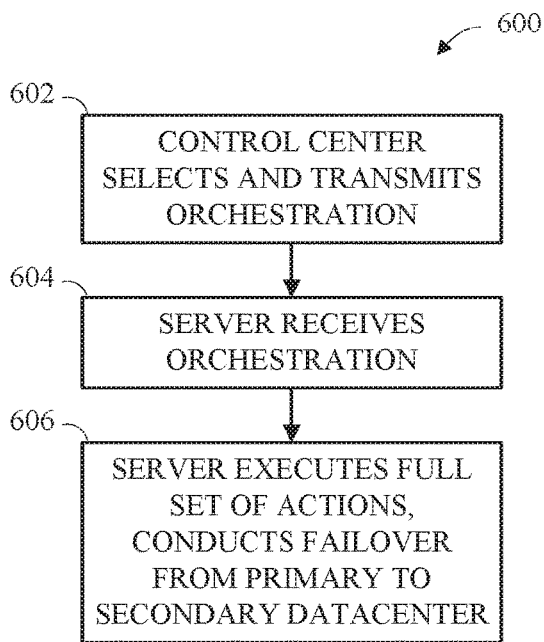 600
602
CONTROL CENTER
SELECTS AND TRANSMITS
ORCHESTRATION
604
SERVER RECEIVES
ORCHESTRATION
606
SERVER EXECUTES FULL
SET OF ACTIONS,
CONDUCTS FAILOVER
FROM PRIMARY TO
SECONDARY DATACENTER